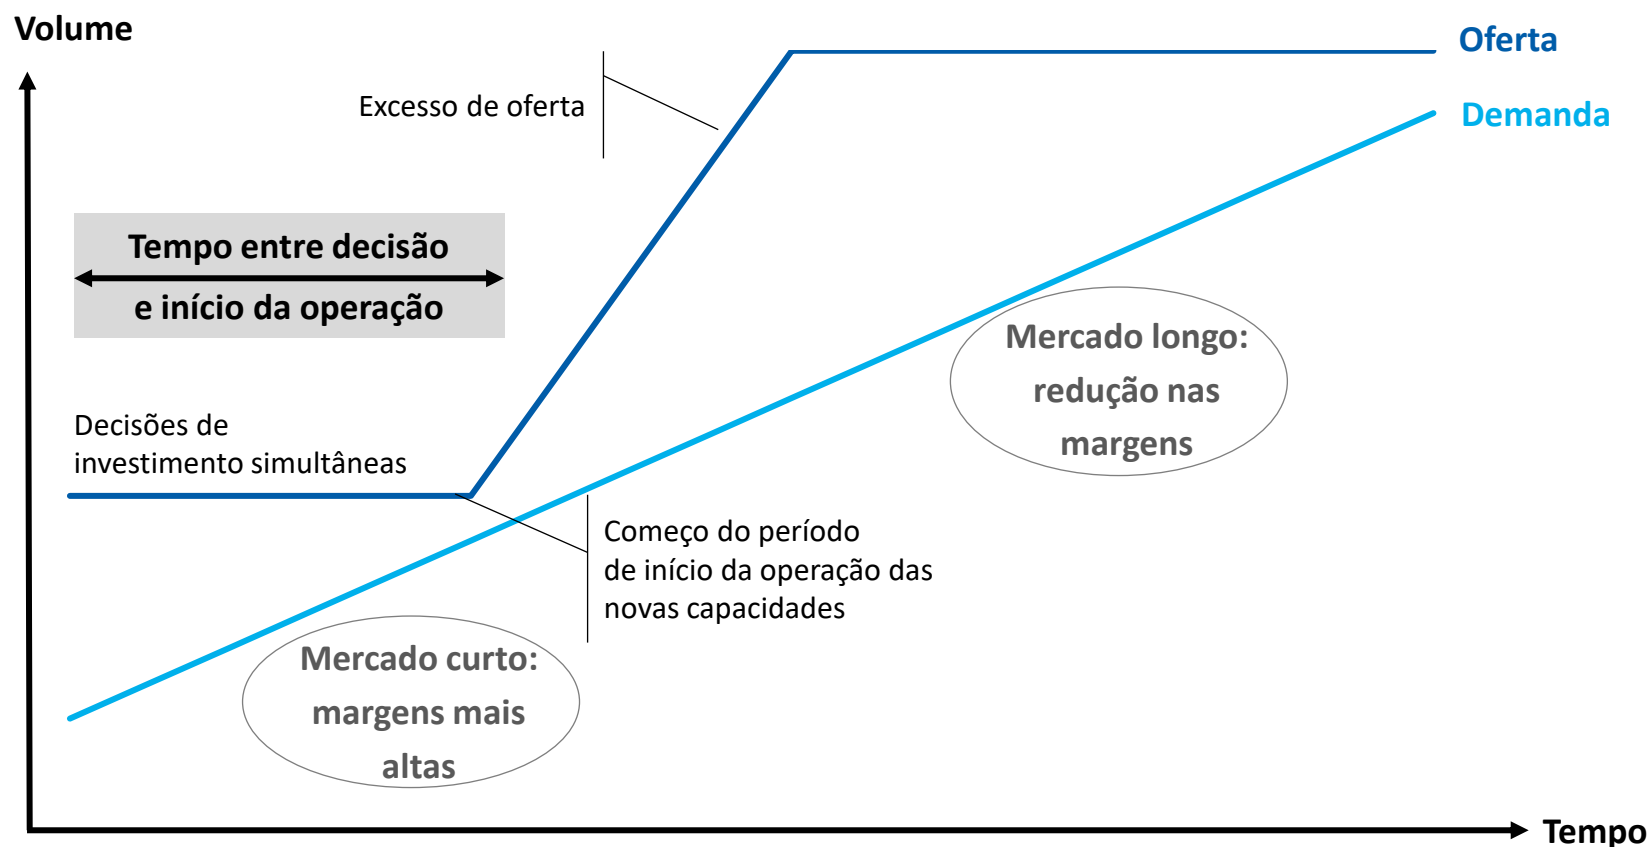 Volume
Oferta
Excesso de oferta
Demanda
Tempo entre decisão
e início da operação
Mercado longo:
redução nas
margens
Decisões de
investimento simultâneas
Começo do período
de início da operação das
novas capacidades
Mercado curto:
margens mais
altas
Tempo